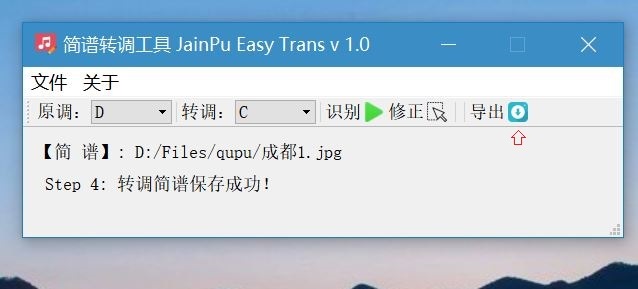 简谱转调工具 JainPu Easy Trans v 1.0
文件 关于
原调: D 转调: C 识别 修正 导出
【简 谱】: D:/Files/qupu/成都1.jpg
Step 4: 转调简谱保存成功!